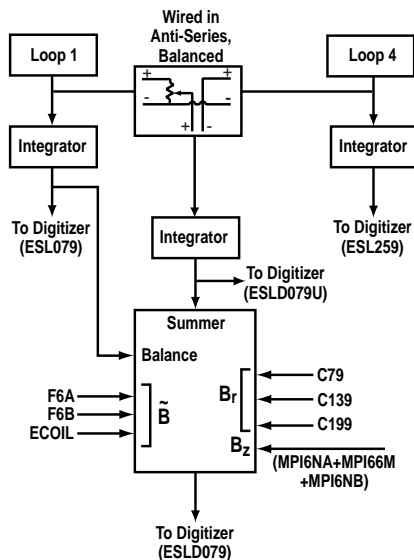 Wired in
Anti-Series,
Balanced
Loop 1
Loop 4
+ +
- -
+ -
Integrator
Integrator
To Digitizer
(ESL079)
To Digitizer
(ESL259)
Integrator
To Digitizer
(ESLD079U)
Summer
Balance
F6A
F6B
ECOIL
B̃
Br
C79
C139
C199
Bz
(MPI6NA+MPI66M
+MPI6NB)
To Digitizer
(ESLD079)